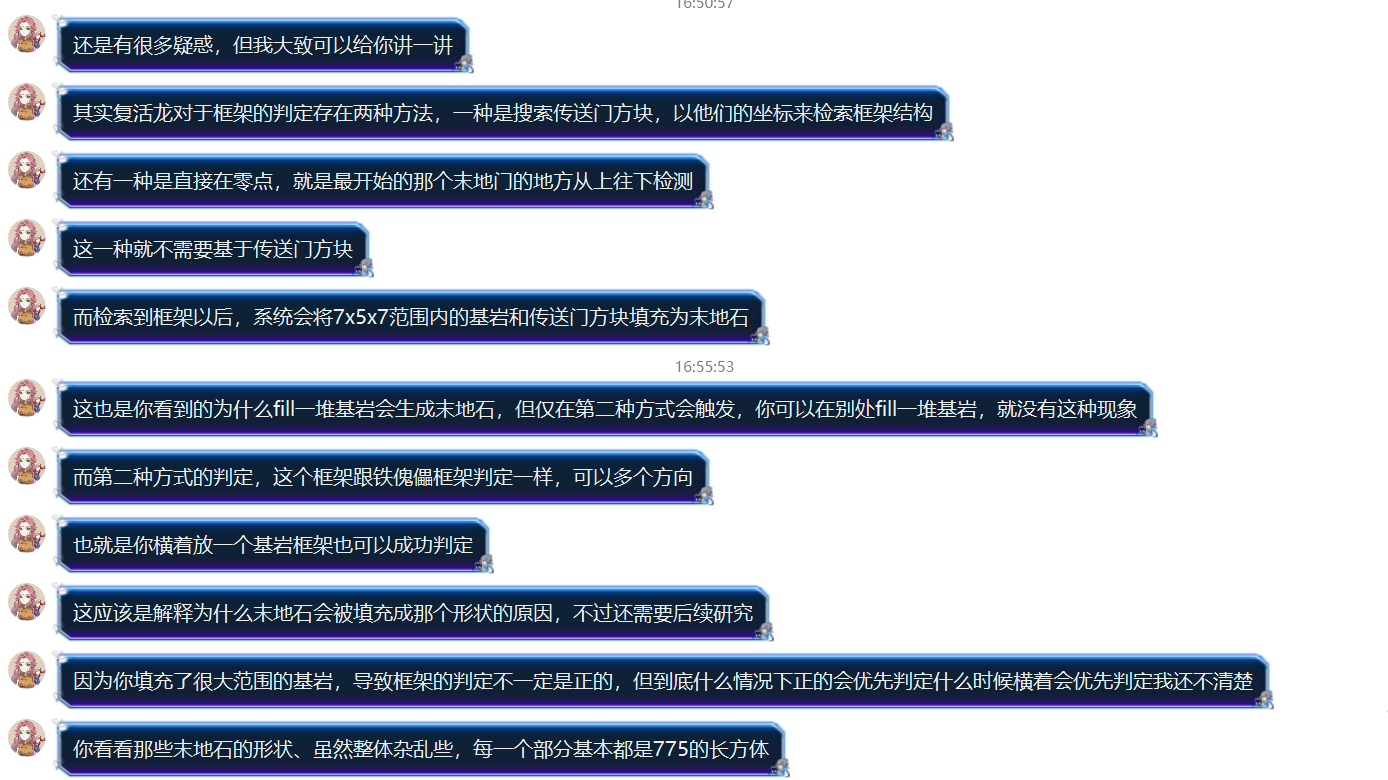 16:50:57
还是有很多疑惑，但我大致可以给你讲一讲
其实复活龙对于框架的判定存在两种方法，一种是搜索传送门方块，以他们的坐标来检索框架结构
还有一种是直接在零点，就是最开始的那个末地门的地方从上往下检测
这一种就不需要基于传送门方块
而检索到框架以后，系统会将7x5x7范围内的基岩和传送门方块填充为末地石
16:55:53
这也是你看到的为什么fill一堆基岩会生成末地石，但仅在第二种方式会触发，你可以在别处fill一堆基岩，就没有这种现象
而第二种方式的判定，这个框架跟铁傀儡框架判定一样，可以多个方向
也就是你横着放一个基岩框架也可以成功判定
这应该是解释为什么末地石会被填充成那个形状的原因，不过还需要后续研究
因为你填充了很大范围的基岩，导致框架的判定不一定是正的，但到底什么情况下正的会优先判定什么时候横着会优先判定我还不清楚
你看看那些末地石的形状、虽然整体杂乱些，每一个部分基本都是775的长方体